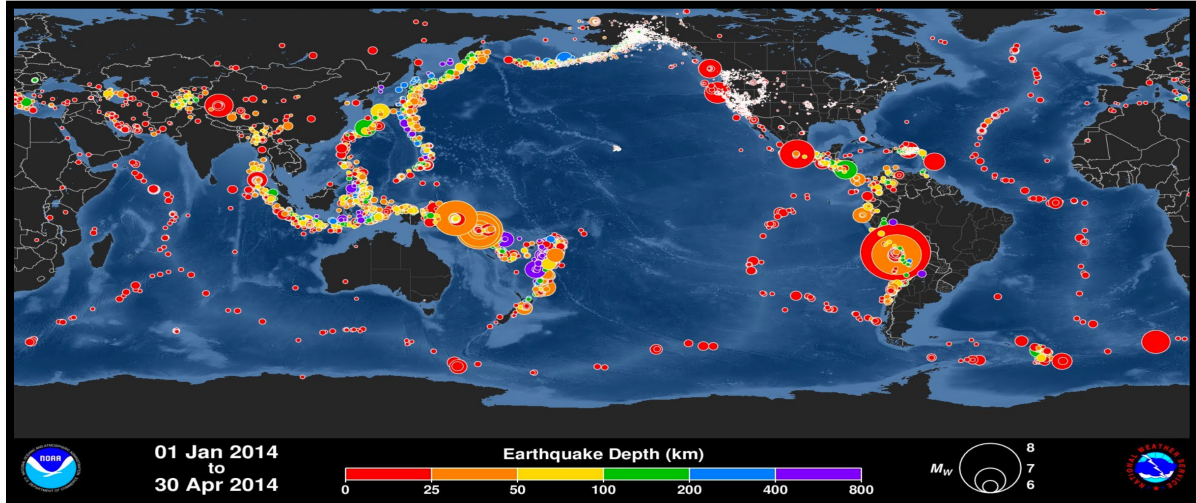 NOAA
01 Jan 2014
to
30 Apr 2014
Earthquake Depth (km)
0 25 50 100 200 400 800
Mw
8
7
6
NATIONAL WEATHER SERVICE